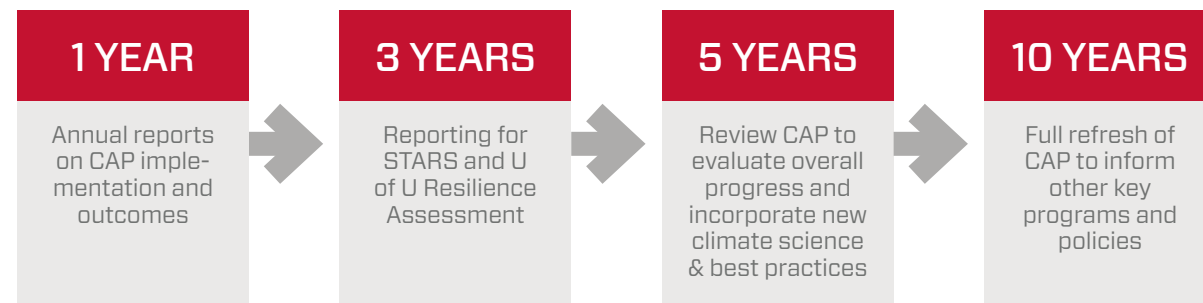 1 YEAR
Annual reports
on CAP imple-
mentation and
outcomes
3 YEARS
Reporting for
STARS and U
of U Resilience
Assessment
5 YEARS
Review CAP to
evaluate overall
progress and
incorporate new
climate science
& best practices
10 YEARS
Full refresh of
CAP to inform
other key
programs and
policies